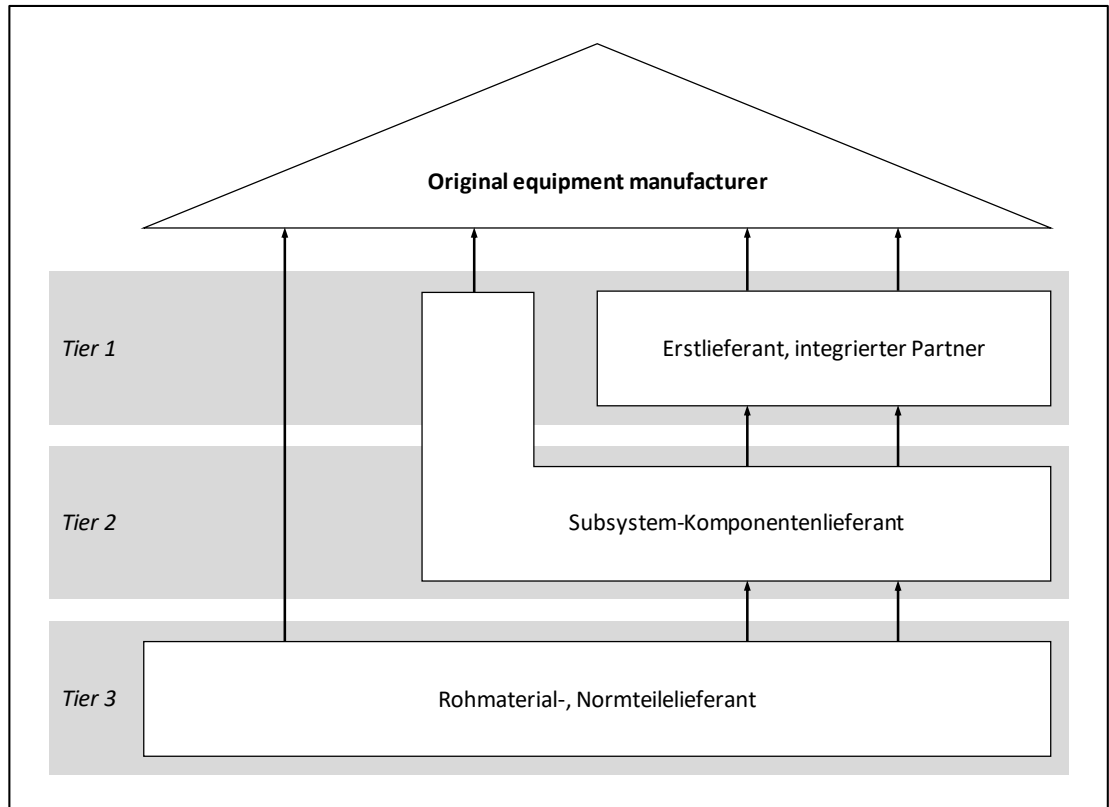 Original equipment manufacturer
Tier 1
Erstlieferant, integrierter Partner
Tier 2
Subsystem-Komponentenlieferant
Tier 3
Rohmaterial-, Normteilelieferant